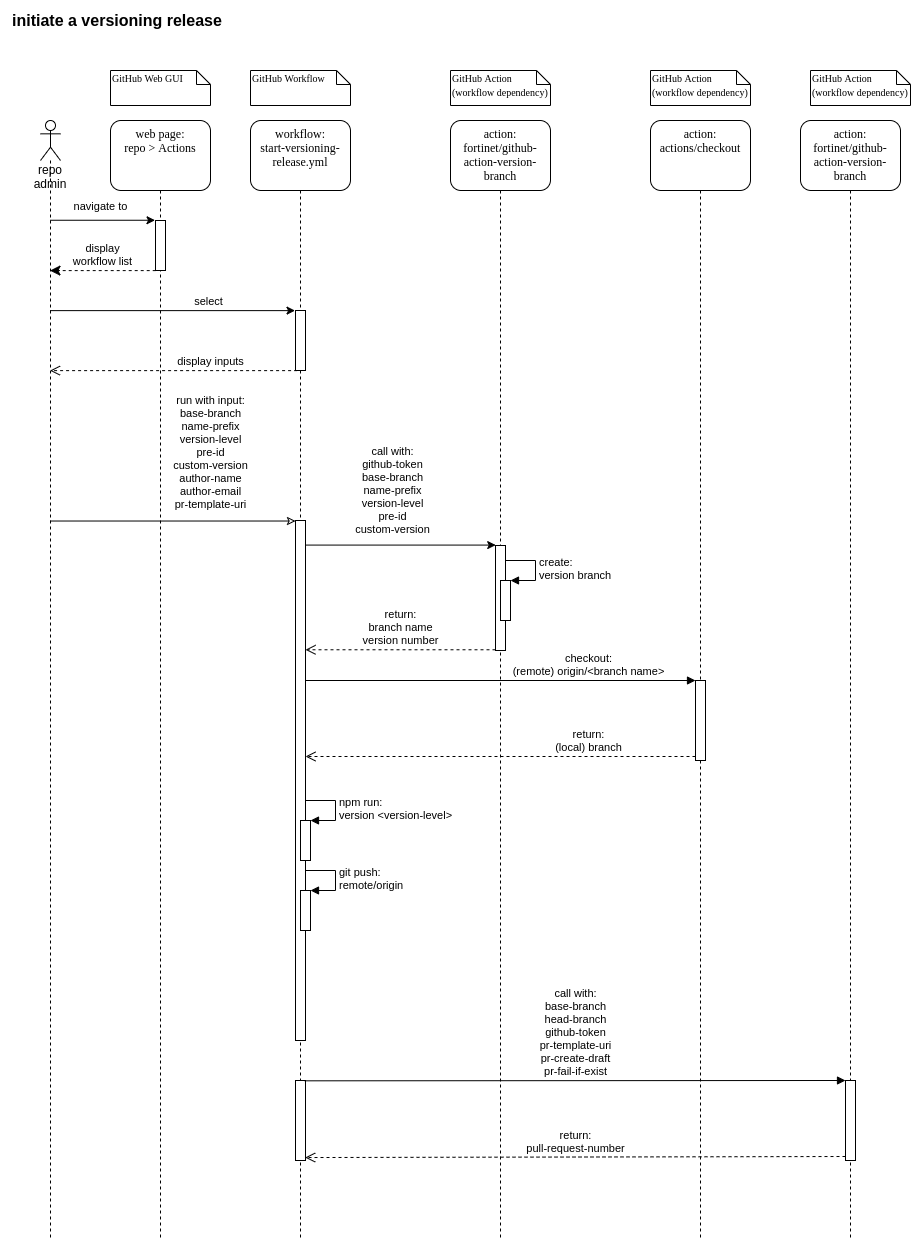 initiate a versioning release
GitHub Web GUI
GitHub Workflow
GitHub Action
(workflow dependency)
GitHub Action
(workflow dependency)
GitHub Action
(workflow dependency)
repo
admin
web page:
repo > Actions
workflow:
start-versioning-
release.yml
action:
fortinet/github-
action-version-
branch
action:
actions/checkout
action:
fortinet/github-
action-version-
branch
navigate to
display
workflow list
select
display inputs
run with input:
base-branch
name-prefix
version-level
pre-id
custom-version
author-name
author-email
pr-template-uri
call with:
github-token
base-branch
name-prefix
version-level
pre-id
custom-version
create:
version branch
return:
branch name
version number
checkout:
(remote) origin/<branch name>
return:
(local) branch
npm run:
version <version-level>
git push:
remote/origin
call with:
base-branch
head-branch
github-token
pr-template-uri
pr-create-draft
pr-fail-if-exist
return:
pull-request-number